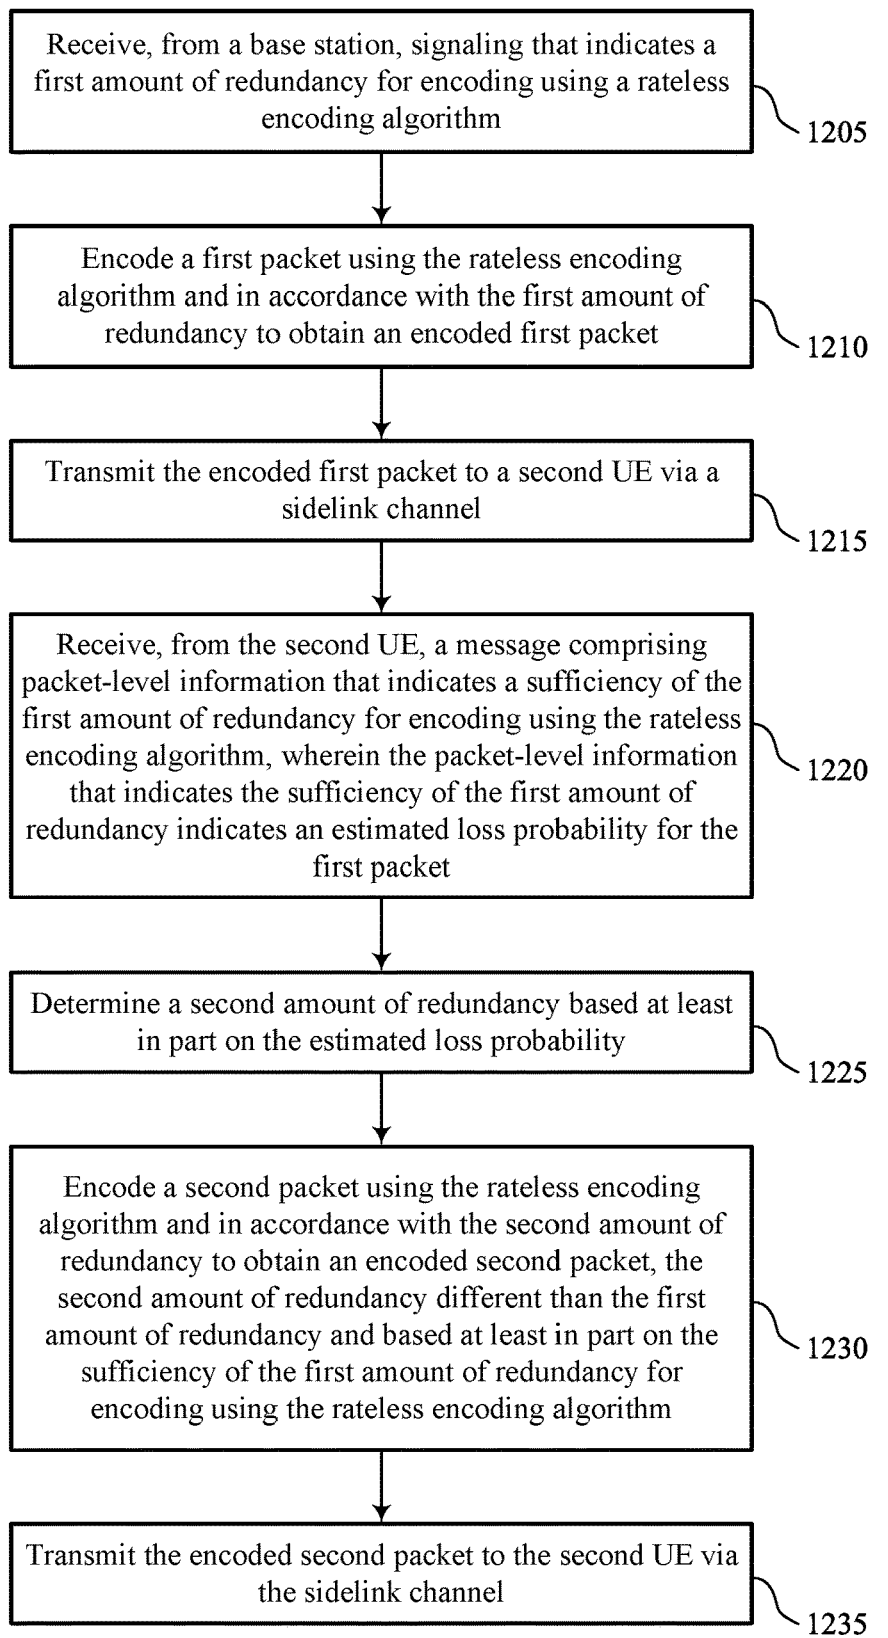 Receive, from a base station, signaling that indicates a
first amount of redundancy for encoding using a rateless
encoding algorithm
1205
Encode a first packet using the rateless encoding
algorithm and in accordance with the first amount of
redundancy to obtain an encoded first packet
1210
Transmit the encoded first packet to a second UE via a
sidelink channel
1215
Receive, from the second UE, a message comprising
packet-level information that indicates a sufficiency of the
first amount of redundancy for encoding using the rateless
encoding algorithm, wherein the packet-level information
that indicates the sufficiency of the first amount of
redundancy indicates an estimated loss probability for the
first packet
1220
Determine a second amount of redundancy based at least
in part on the estimated loss probability
1225
Encode a second packet using the rateless encoding
algorithm and in accordance with the second amount of
redundancy to obtain an encoded second packet, the
second amount of redundancy different than the first
amount of redundancy and based at least in part on the
sufficiency of the first amount of redundancy for
encoding using the rateless encoding algorithm
1230
Transmit the encoded second packet to the second UE via
the sidelink channel
1235